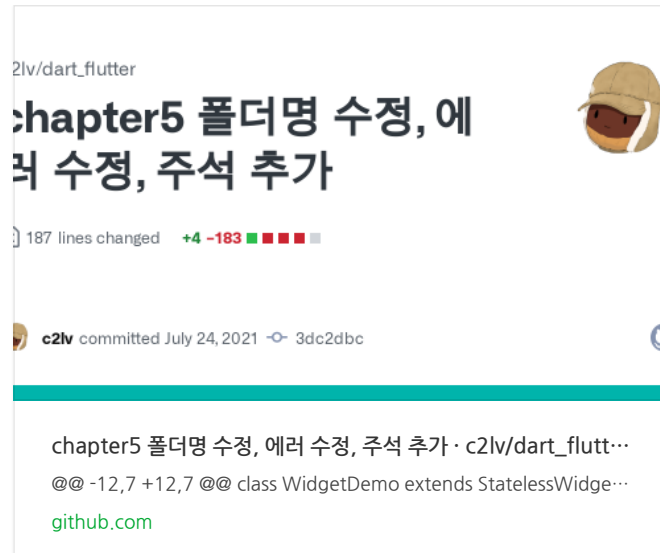 2lv/dart_flutter
chapter5 폴더명 수정, 에
러 수정, 주석 추가
187 lines changed +4 -183
c2lv committed July 24, 2021 3dc2dbc
chapter5 폴더명 수정, 에러 수정, 주석 추가 · c2lv/dart_flutt…
@@ -12,7 +12,7 @@ class WidgetDemo extends StatelessWidge…
github.com